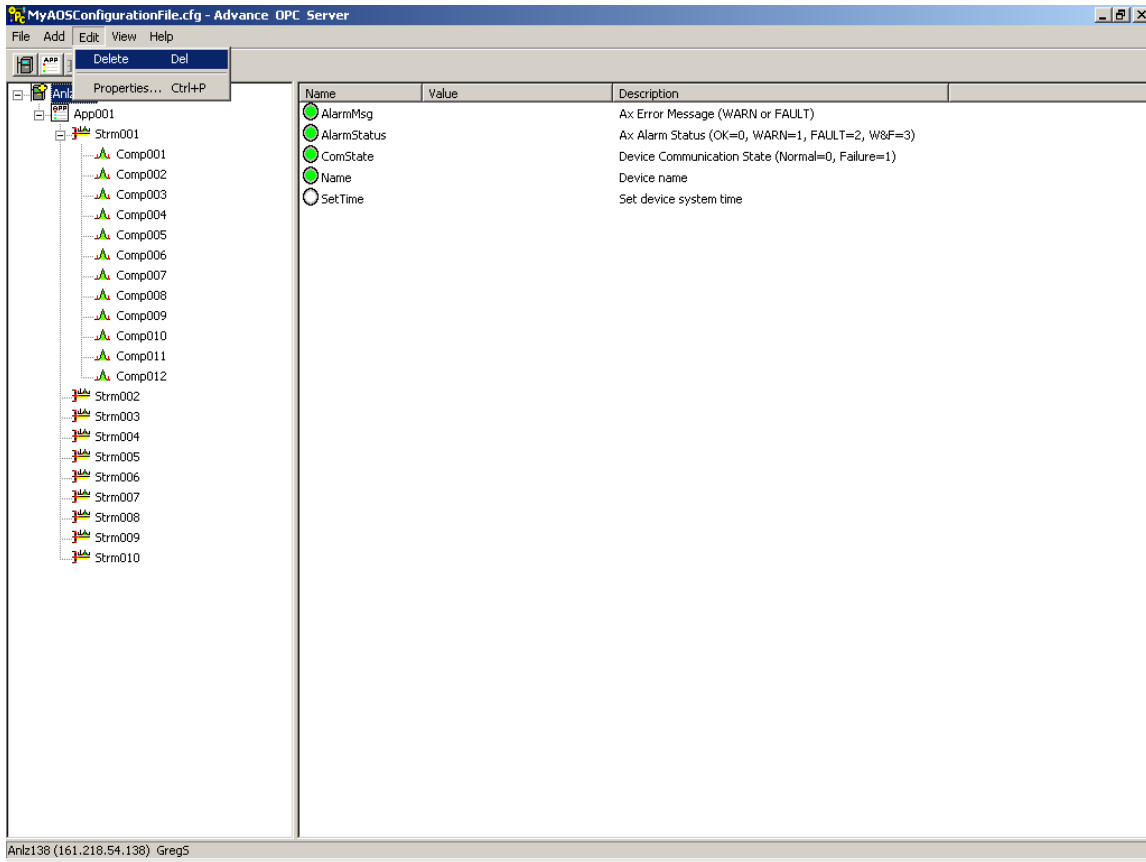 MyAOSConfigurationFile.cfg - Advance OPC Server
File Add Edit View Help
Delete Del
Properties... Ctrl+P
APP
Anlz
App001
Strm001
Comp001
Comp002
Comp003
Comp004
Comp005
Comp006
Comp007
Comp008
Comp009
Comp010
Comp011
Comp012
Strm002
Strm003
Strm004
Strm005
Strm006
Strm007
Strm008
Strm009
Strm010
Name Value Description
AlarmMsg Ax Error Message (WARN or FAULT)
AlarmStatus Ax Alarm Status (OK=0, WARN=1, FAULT=2, W&F=3)
ComState Device Communication State (Normal=0, Failure=1)
Name Device name
SetTime Set device system time
Anlz138 (161.218.54.138) GregS